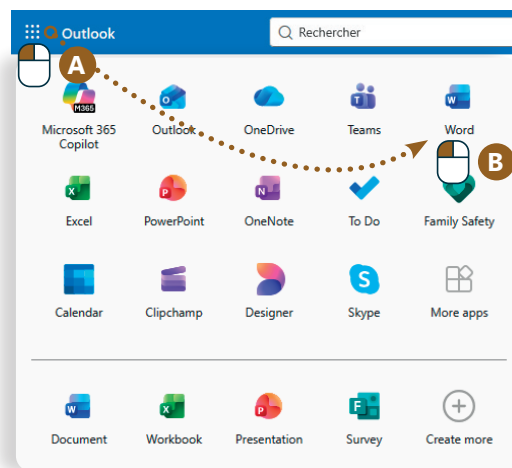 Outlook
Rechercher
A
M365
Microsoft 365
Copilot
Outlook
OneDrive
Teams
Word
B
Excel
PowerPoint
OneNote
To Do
Family Safety
Calendar
Clipchamp
Designer
Skype
More apps
Document
Workbook
Presentation
Survey
Create more